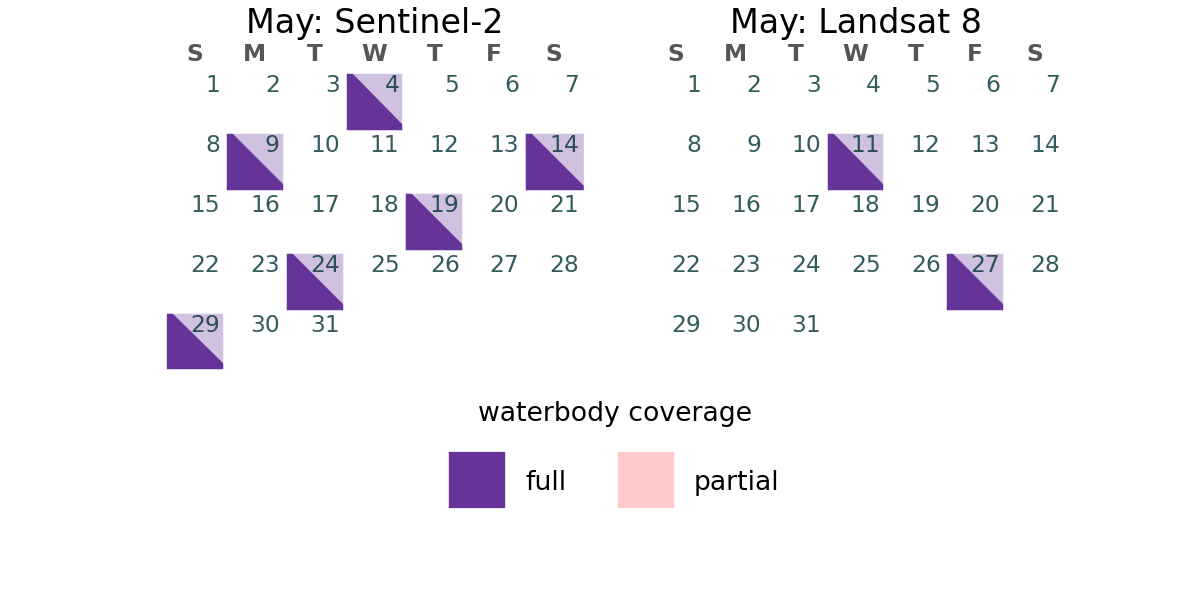 May: Sentinel-2
S M T W T F S
1 2 3 4 5 6 7
8 9 10 11 12 13 14
15 16 17 18 19 20 21
22 23 24 25 26 27 28
29 30 31
May: Landsat 8
S M T W T F S
1 2 3 4 5 6 7
8 9 10 11 12 13 14
15 16 17 18 19 20 21
22 23 24 25 26 27 28
29 30 31
waterbody coverage
full
partial